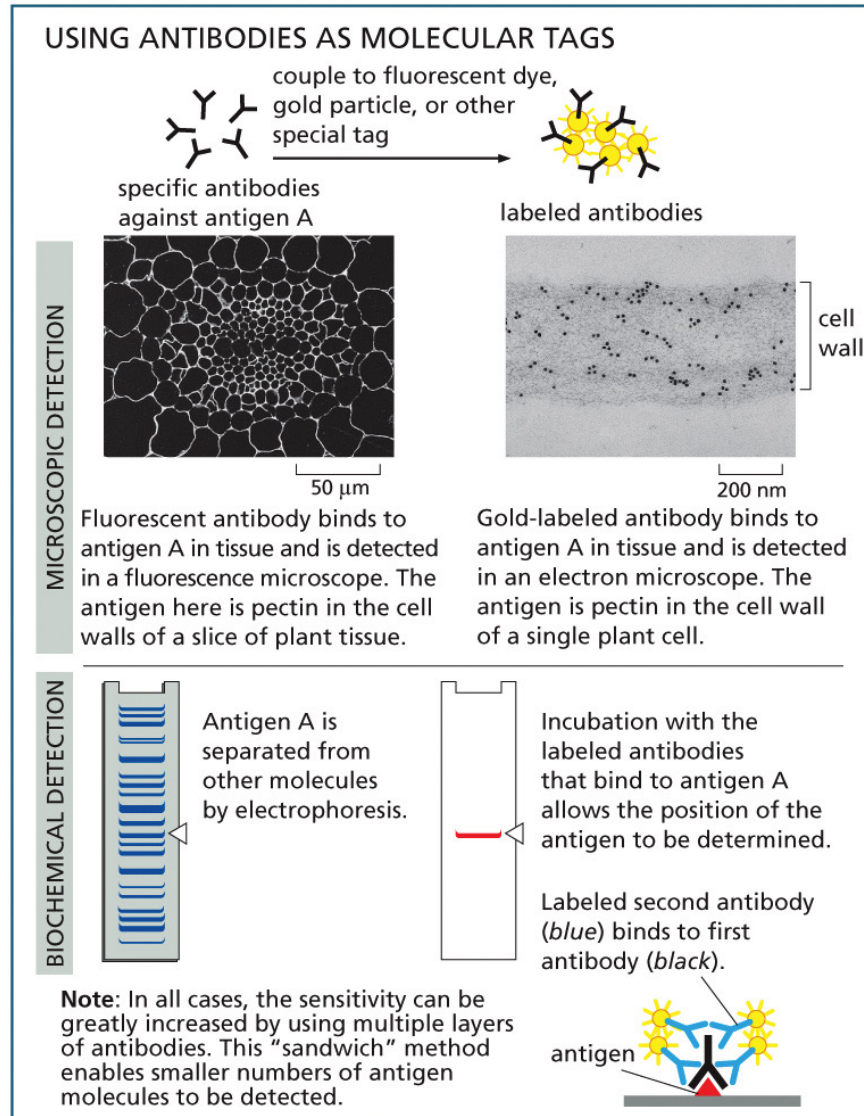 USING ANTIBODIES AS MOLECULAR TAGS
couple to fluorescent dye,
gold particle, or other
special tag
specific antibodies
against antigen A
labeled antibodies
MICROSCOPIC DETECTION
cell
wall
50 μm
200 nm
Fluorescent antibody binds to
antigen A in tissue and is detected
in a fluorescence microscope. The
antigen here is pectin in the cell
walls of a slice of plant tissue.
Gold-labeled antibody binds to
antigen A in tissue and is detected
in an electron microscope. The
antigen is pectin in the cell wall
of a single plant cell.
BIOCHEMICAL DETECTION
Antigen A is
separated from
other molecules
by electrophoresis.
Incubation with the
labeled antibodies
that bind to antigen A
allows the position of the
antigen to be determined.
Labeled second antibody
(blue) binds to first
antibody (black).
Note: In all cases, the sensitivity can be
greatly increased by using multiple layers
of antibodies. This “sandwich” method
enables smaller numbers of antigen
molecules to be detected.
antigen